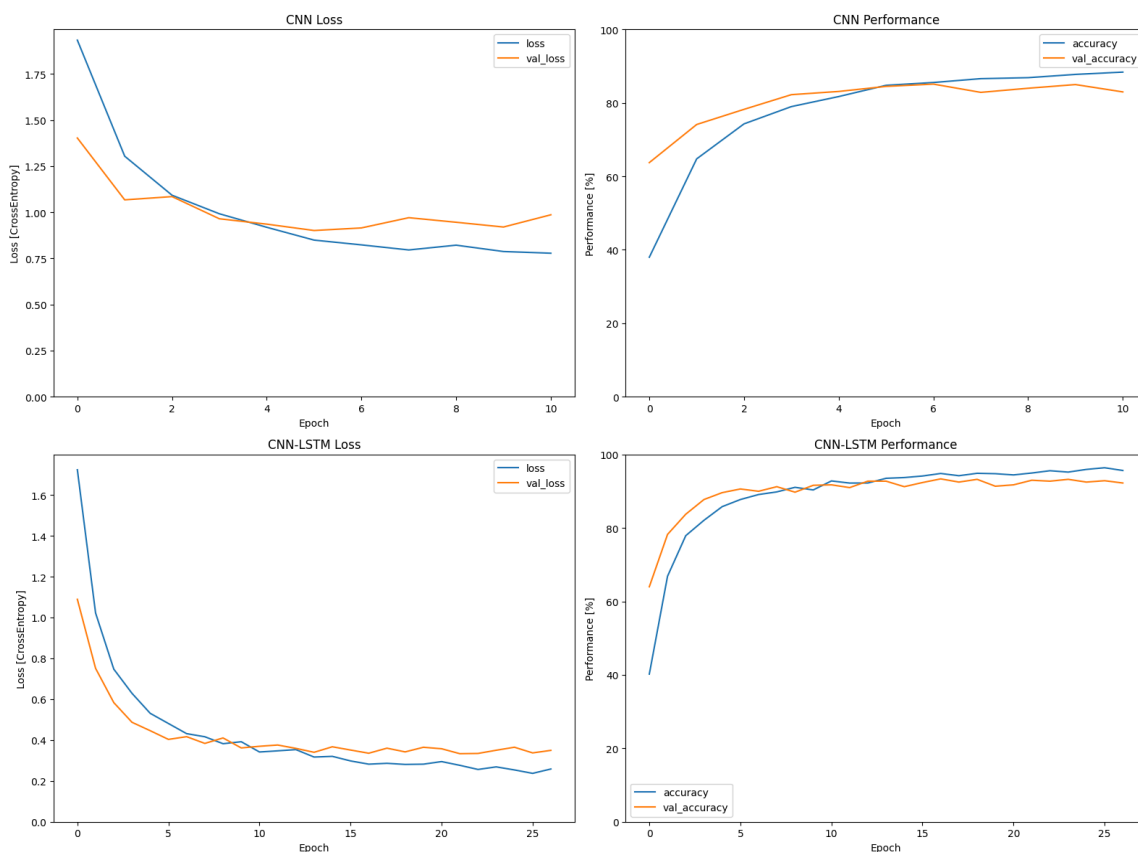 CNN Loss
loss
val_loss
Loss [CrossEntropy]
1.75
1.50
1.25
1.00
0.75
0.50
0.25
0.00
0 2 4 6 8 10
Epoch
CNN Performance
accuracy
val_accuracy
Performance [%]
100
80
60
40
20
0
0 2 4 6 8 10
Epoch
CNN-LSTM Loss
loss
val_loss
Loss [CrossEntropy]
1.6
1.4
1.2
1.0
0.8
0.6
0.4
0.2
0.0
0 5 10 15 20 25
Epoch
CNN-LSTM Performance
Performance [%]
100
80
60
40
20
0
accuracy
val_accuracy
0 5 10 15 20 25
Epoch